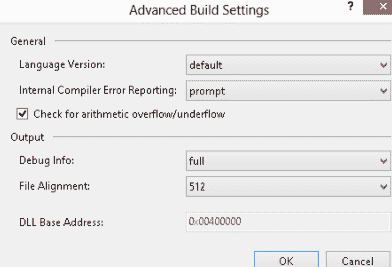 Advanced Build Settings
? ×
General
Language Version: default
Internal Compiler Error Reporting: prompt
Check for arithmetic overflow/underflow
Output
Debug Info: full
File Alignment: 512
DLL Base Address: 0x00400000
OK Cancel